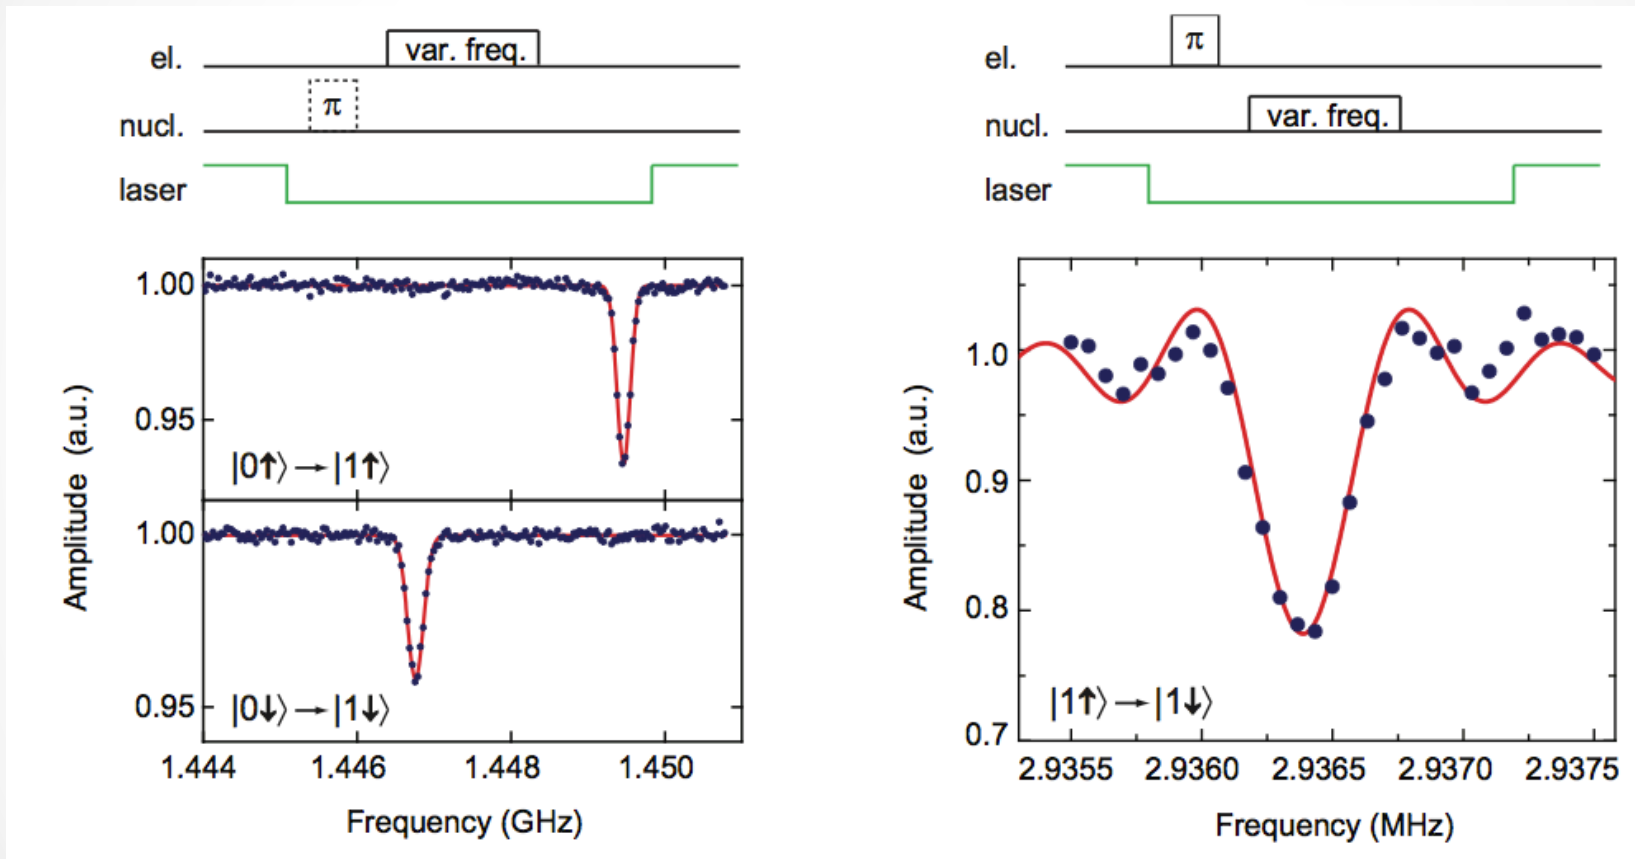 el.
var. freq.
π
nucl.
laser
1.00
0.95
|0↑⟩→|1↑⟩
1.00
0.95
|0↓⟩→|1↓⟩
Amplitude (a.u.)
1.444 1.446 1.448 1.450
Frequency (GHz)
π
el.
nucl.
var. freq.
laser
1.0
0.9
0.8
0.7
Amplitude (a.u.)
|1↑⟩→|1↓⟩
2.9355 2.9360 2.9365 2.9370 2.9375
Frequency (MHz)